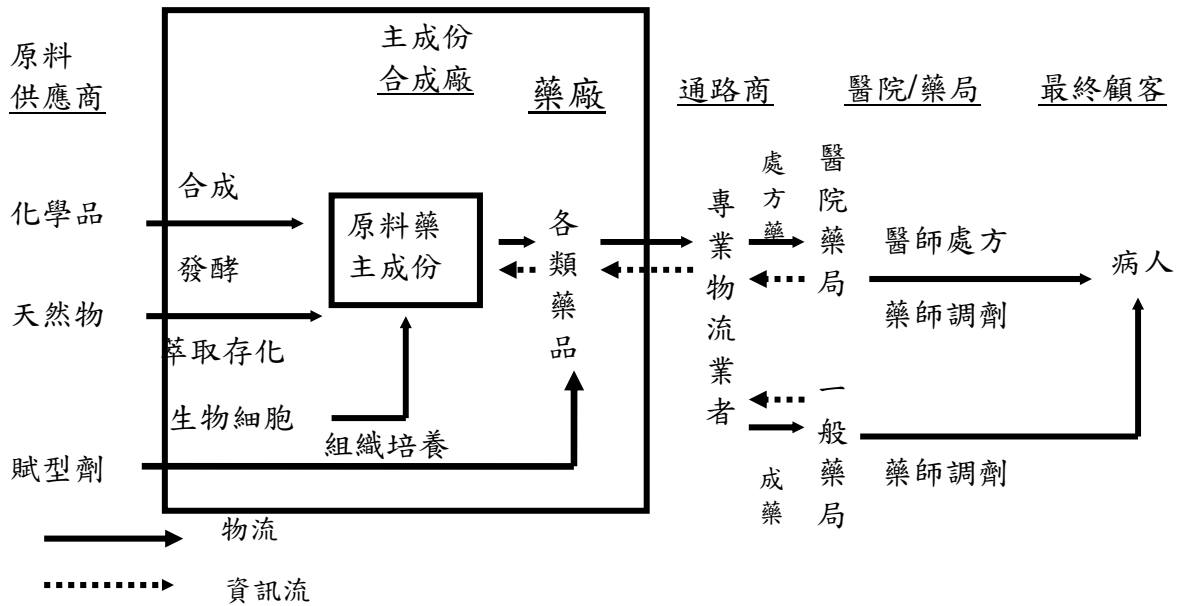 原料
供應商
主成份
合成廠
藥廠
通路商
醫院/藥局
最終顧客
化學品
合成
發酵
天然物
萃取存化
生物細胞
組織培養
賦型劑
原料藥
主成份
各類藥品
專業物流業者
處方藥
醫院藥局
醫師處方
藥師調劑
病人
成藥
一般藥局
藥師調劑
物流
資訊流